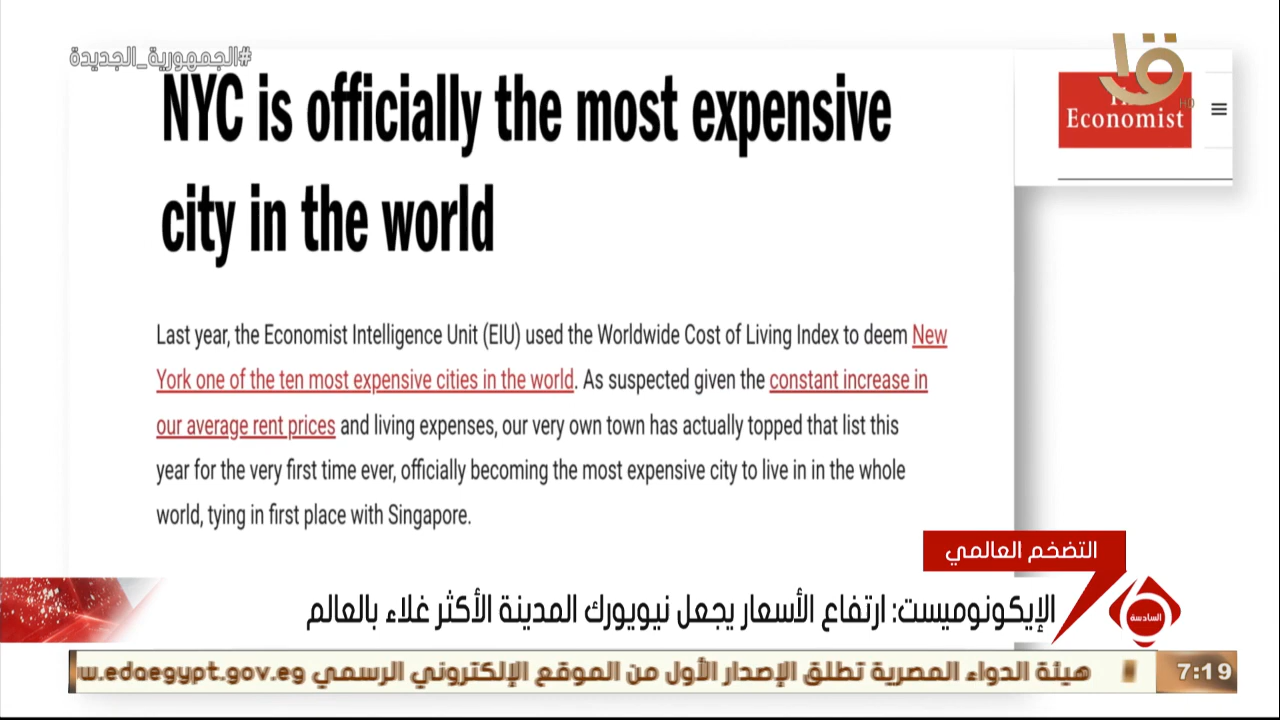 #الجمهورية_الجديدة
HD
NYC is officially the most expensive
city in the world
Economist
Last year, the Economist Intelligence Unit (EIU) used the Worldwide Cost of Living Index to deem New
York one of the ten most expensive cities in the world. As suspected given the constant increase in
our average rent prices and living expenses, our very own town has actually topped that list this
year for the very first time ever, officially becoming the most expensive city to live in in the whole
world, tying in first place with Singapore.
التضخم العالمي
الإيكونوميست: ارتفاع الأسعار يجعل نيويورك المدينة الأكثر غلاء بالعالم
السادسة
هيئة الدواء المصرية تطلق الإصدار الأول من الموقع الإلكتروني الرسمي w.edaegypt.gov.eg
7:19